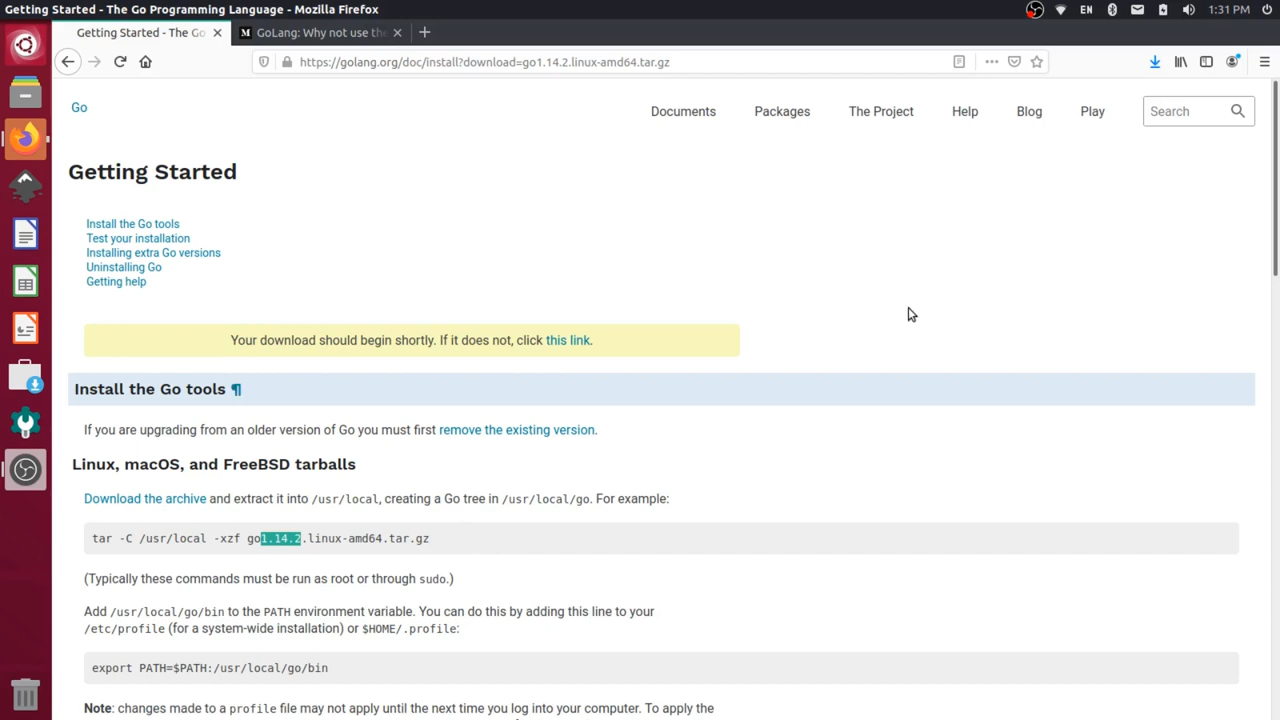 Getting Started - The Go Programming Language - Mozilla Firefox
EN
1:31 PM
Getting Started - The Go
M GoLang: Why not use the
https://golang.org/doc/install?download=go1.14.2.linux-amd64.tar.gz
Go
Documents
Packages
The Project
Help
Blog
Play
Search
Getting Started
Install the Go tools
Test your installation
Installing extra Go versions
Uninstalling Go
Getting help
Your download should begin shortly. If it does not, click this link.
Install the Go tools ¶
If you are upgrading from an older version of Go you must first remove the existing version.
Linux, macOS, and FreeBSD tarballs
Download the archive and extract it into /usr/local, creating a Go tree in /usr/local/go. For example:
tar -C /usr/local -xzf go1.14.2.linux-amd64.tar.gz
(Typically these commands must be run as root or through sudo.)
Add /usr/local/go/bin to the PATH environment variable. You can do this by adding this line to your
/etc/profile (for a system-wide installation) or $HOME/.profile:
export PATH=$PATH:/usr/local/go/bin
Note: changes made to a profile file may not apply until the next time you log into your computer. To apply the